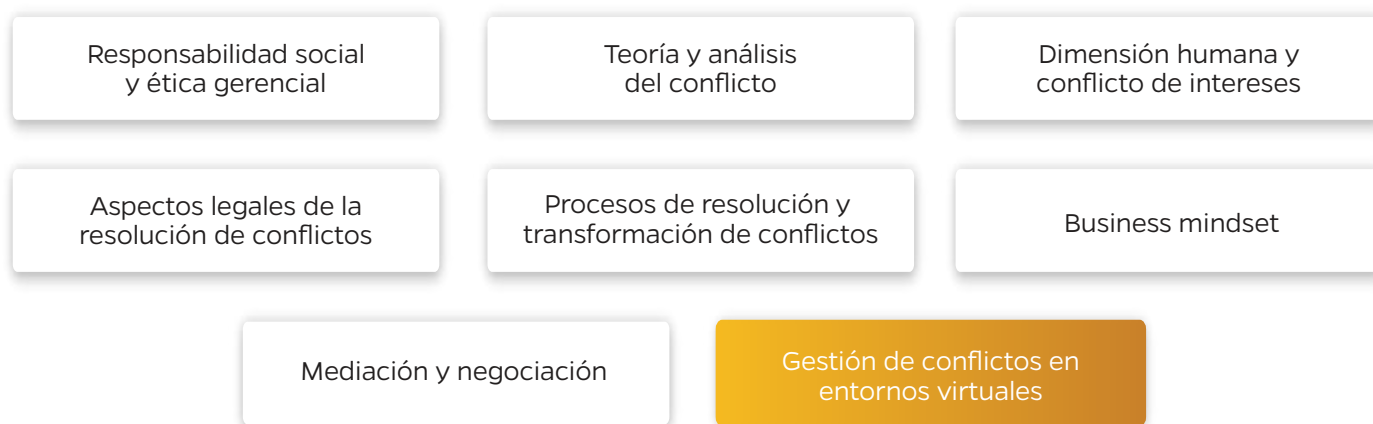 Responsabilidad social
y ética gerencial
Teoría y análisis
del conflicto
Dimensión humana y
conflicto de intereses
Aspectos legales de la
resolución de conflictos
Procesos de resolución y
transformación de conflictos
Business mindset
Mediación y negociación
Gestión de conflictos en
entornos virtuales